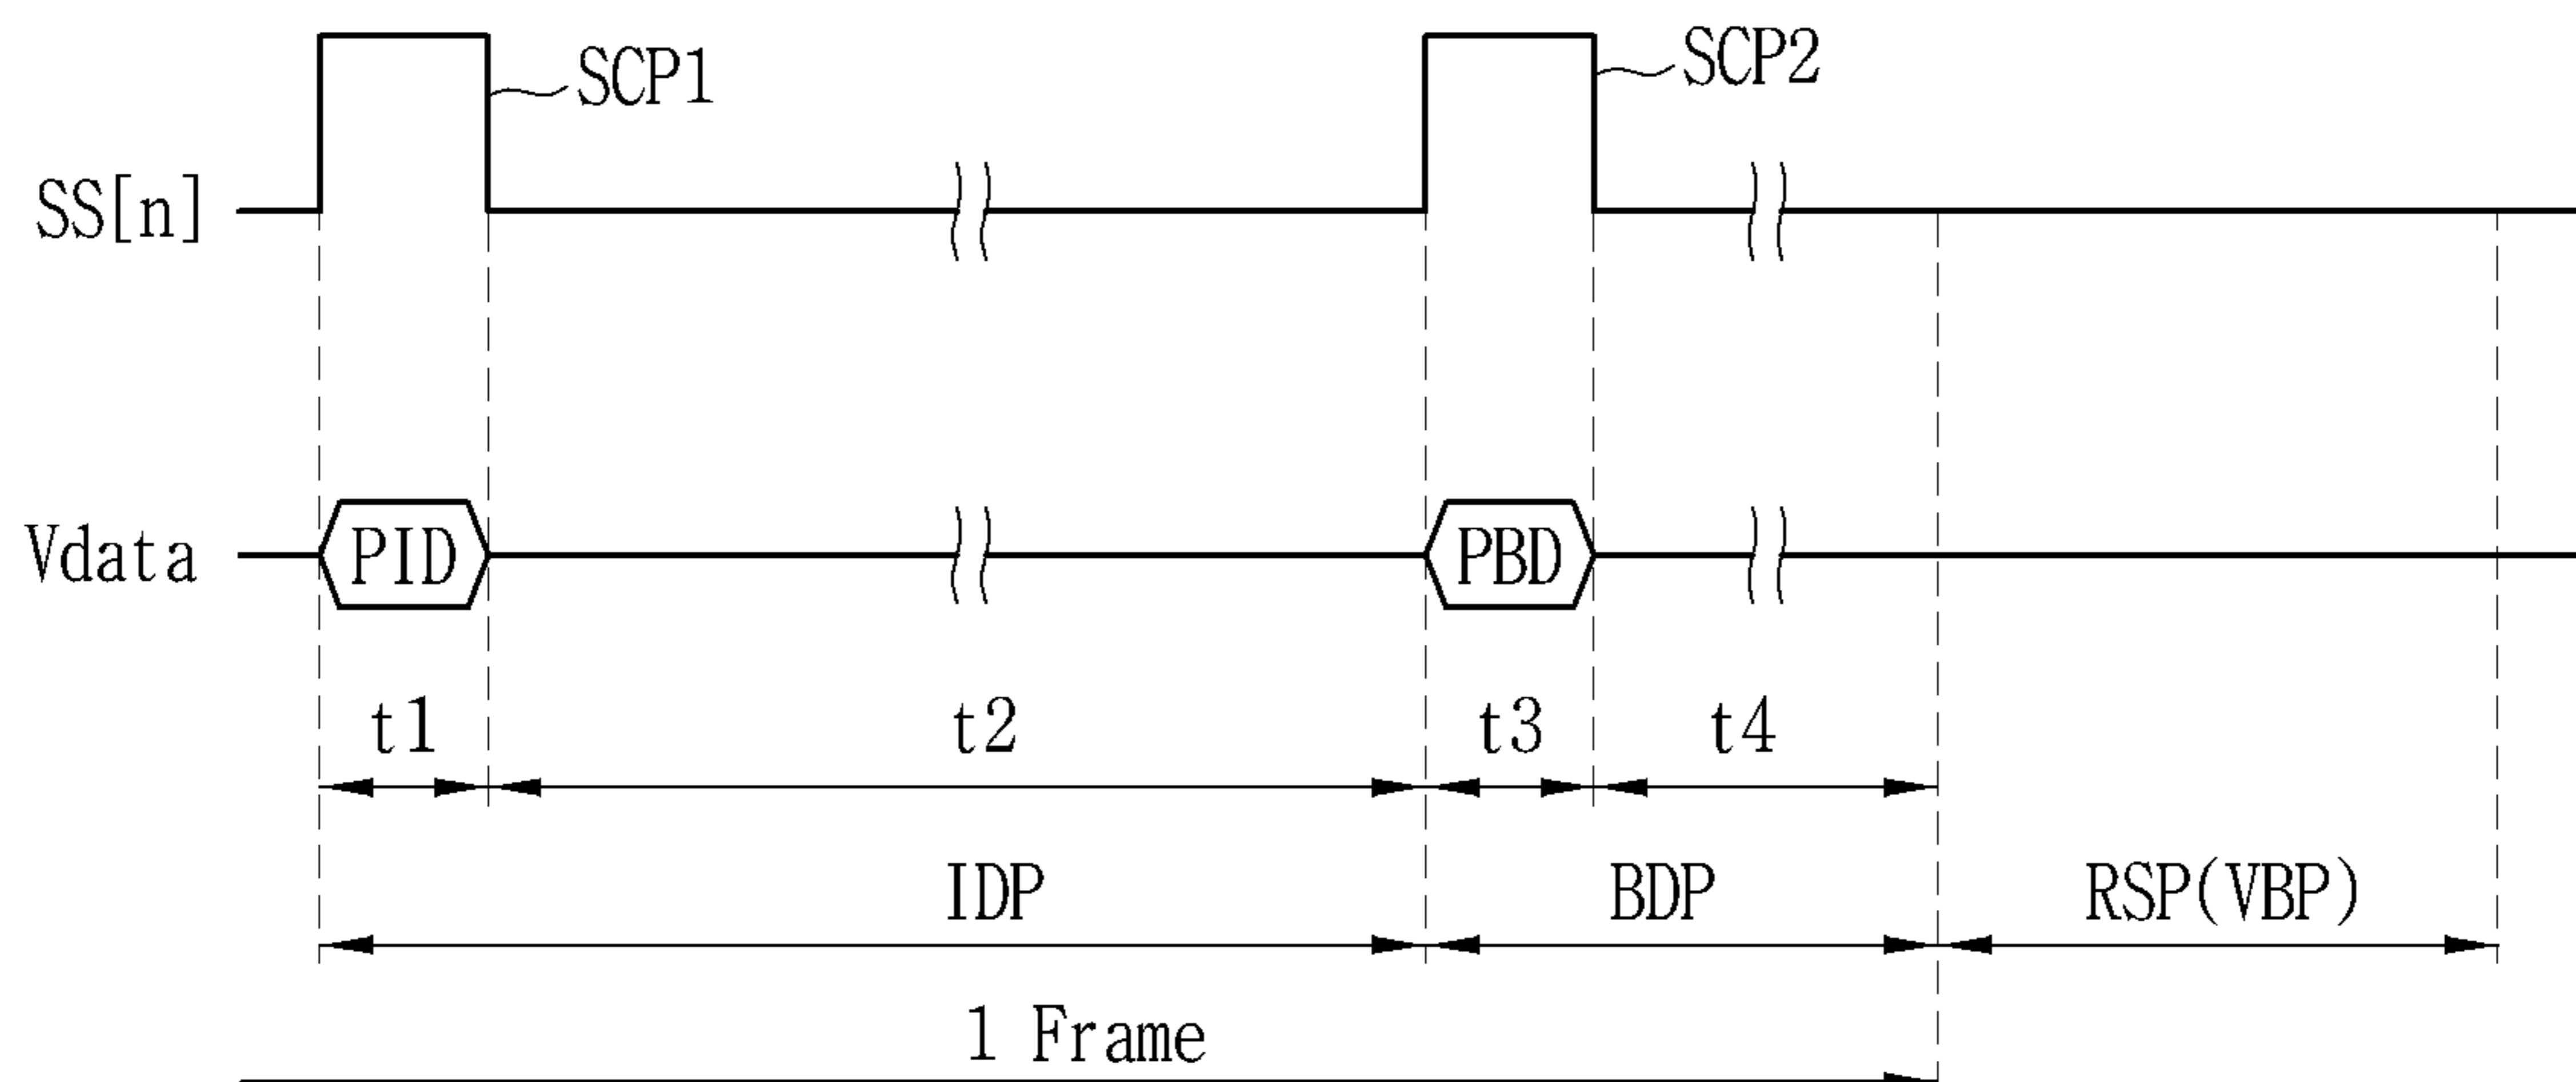 SCP1
SCP2
SS[n]
Vdata
PID
PBD
t1
t2
t3
t4
IDP
BDP
RSP(VBP)
1 Frame